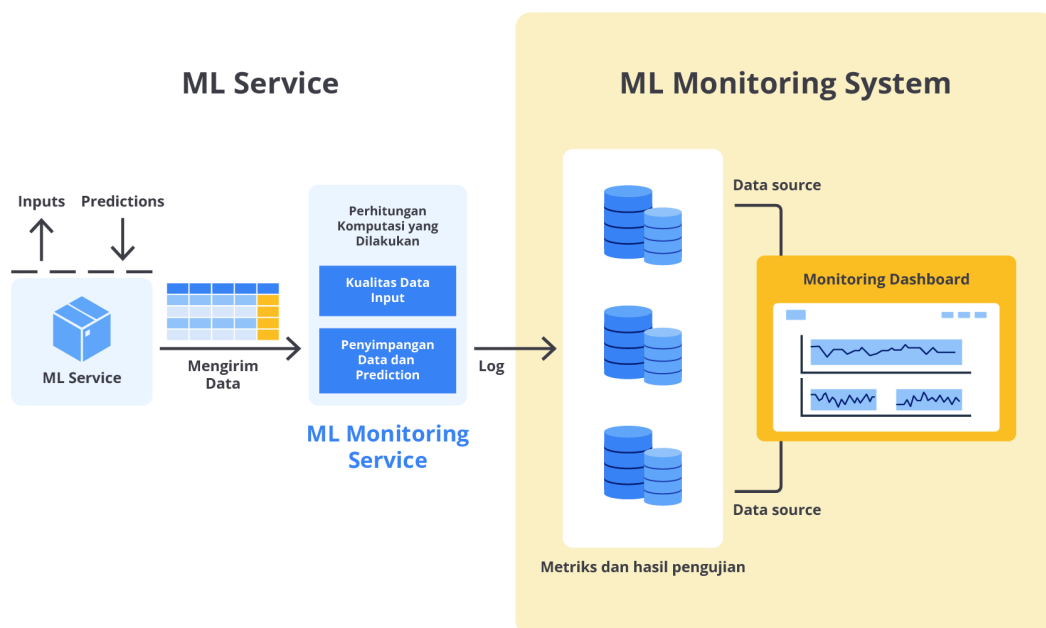 ML Service
ML Monitoring System
Inputs
Predictions
ML Service
Mengirim
Data
Perhitungan
Komputasi yang
Dilakukan
Kualitas Data
Input
Penyimpangan
Data dan
Prediction
ML Monitoring
Service
Log
Data source
Monitoring Dashboard
Data source
Metriks dan hasil pengujian